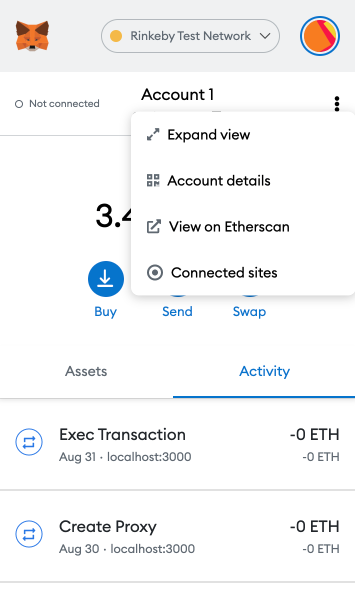 Rinkeby Test Network
Not connected
Account 1
Expand view
Account details
View on Etherscan
Connected sites
3.4
Buy
Send
Swap
Assets
Activity
Exec Transaction
-0 ETH
Aug 31 · localhost:3000
-0 ETH
Create Proxy
-0 ETH
Aug 30 · localhost:3000
-0 ETH